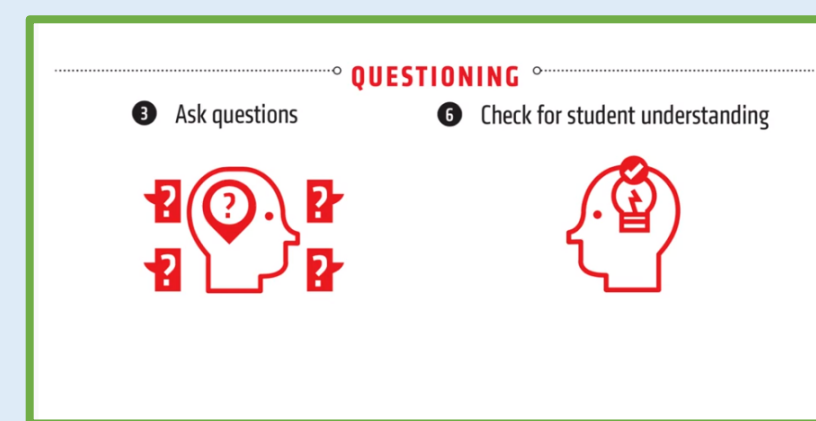 QUESTIONING
3 Ask questions
6 Check for student understanding
? ? ?
? ?